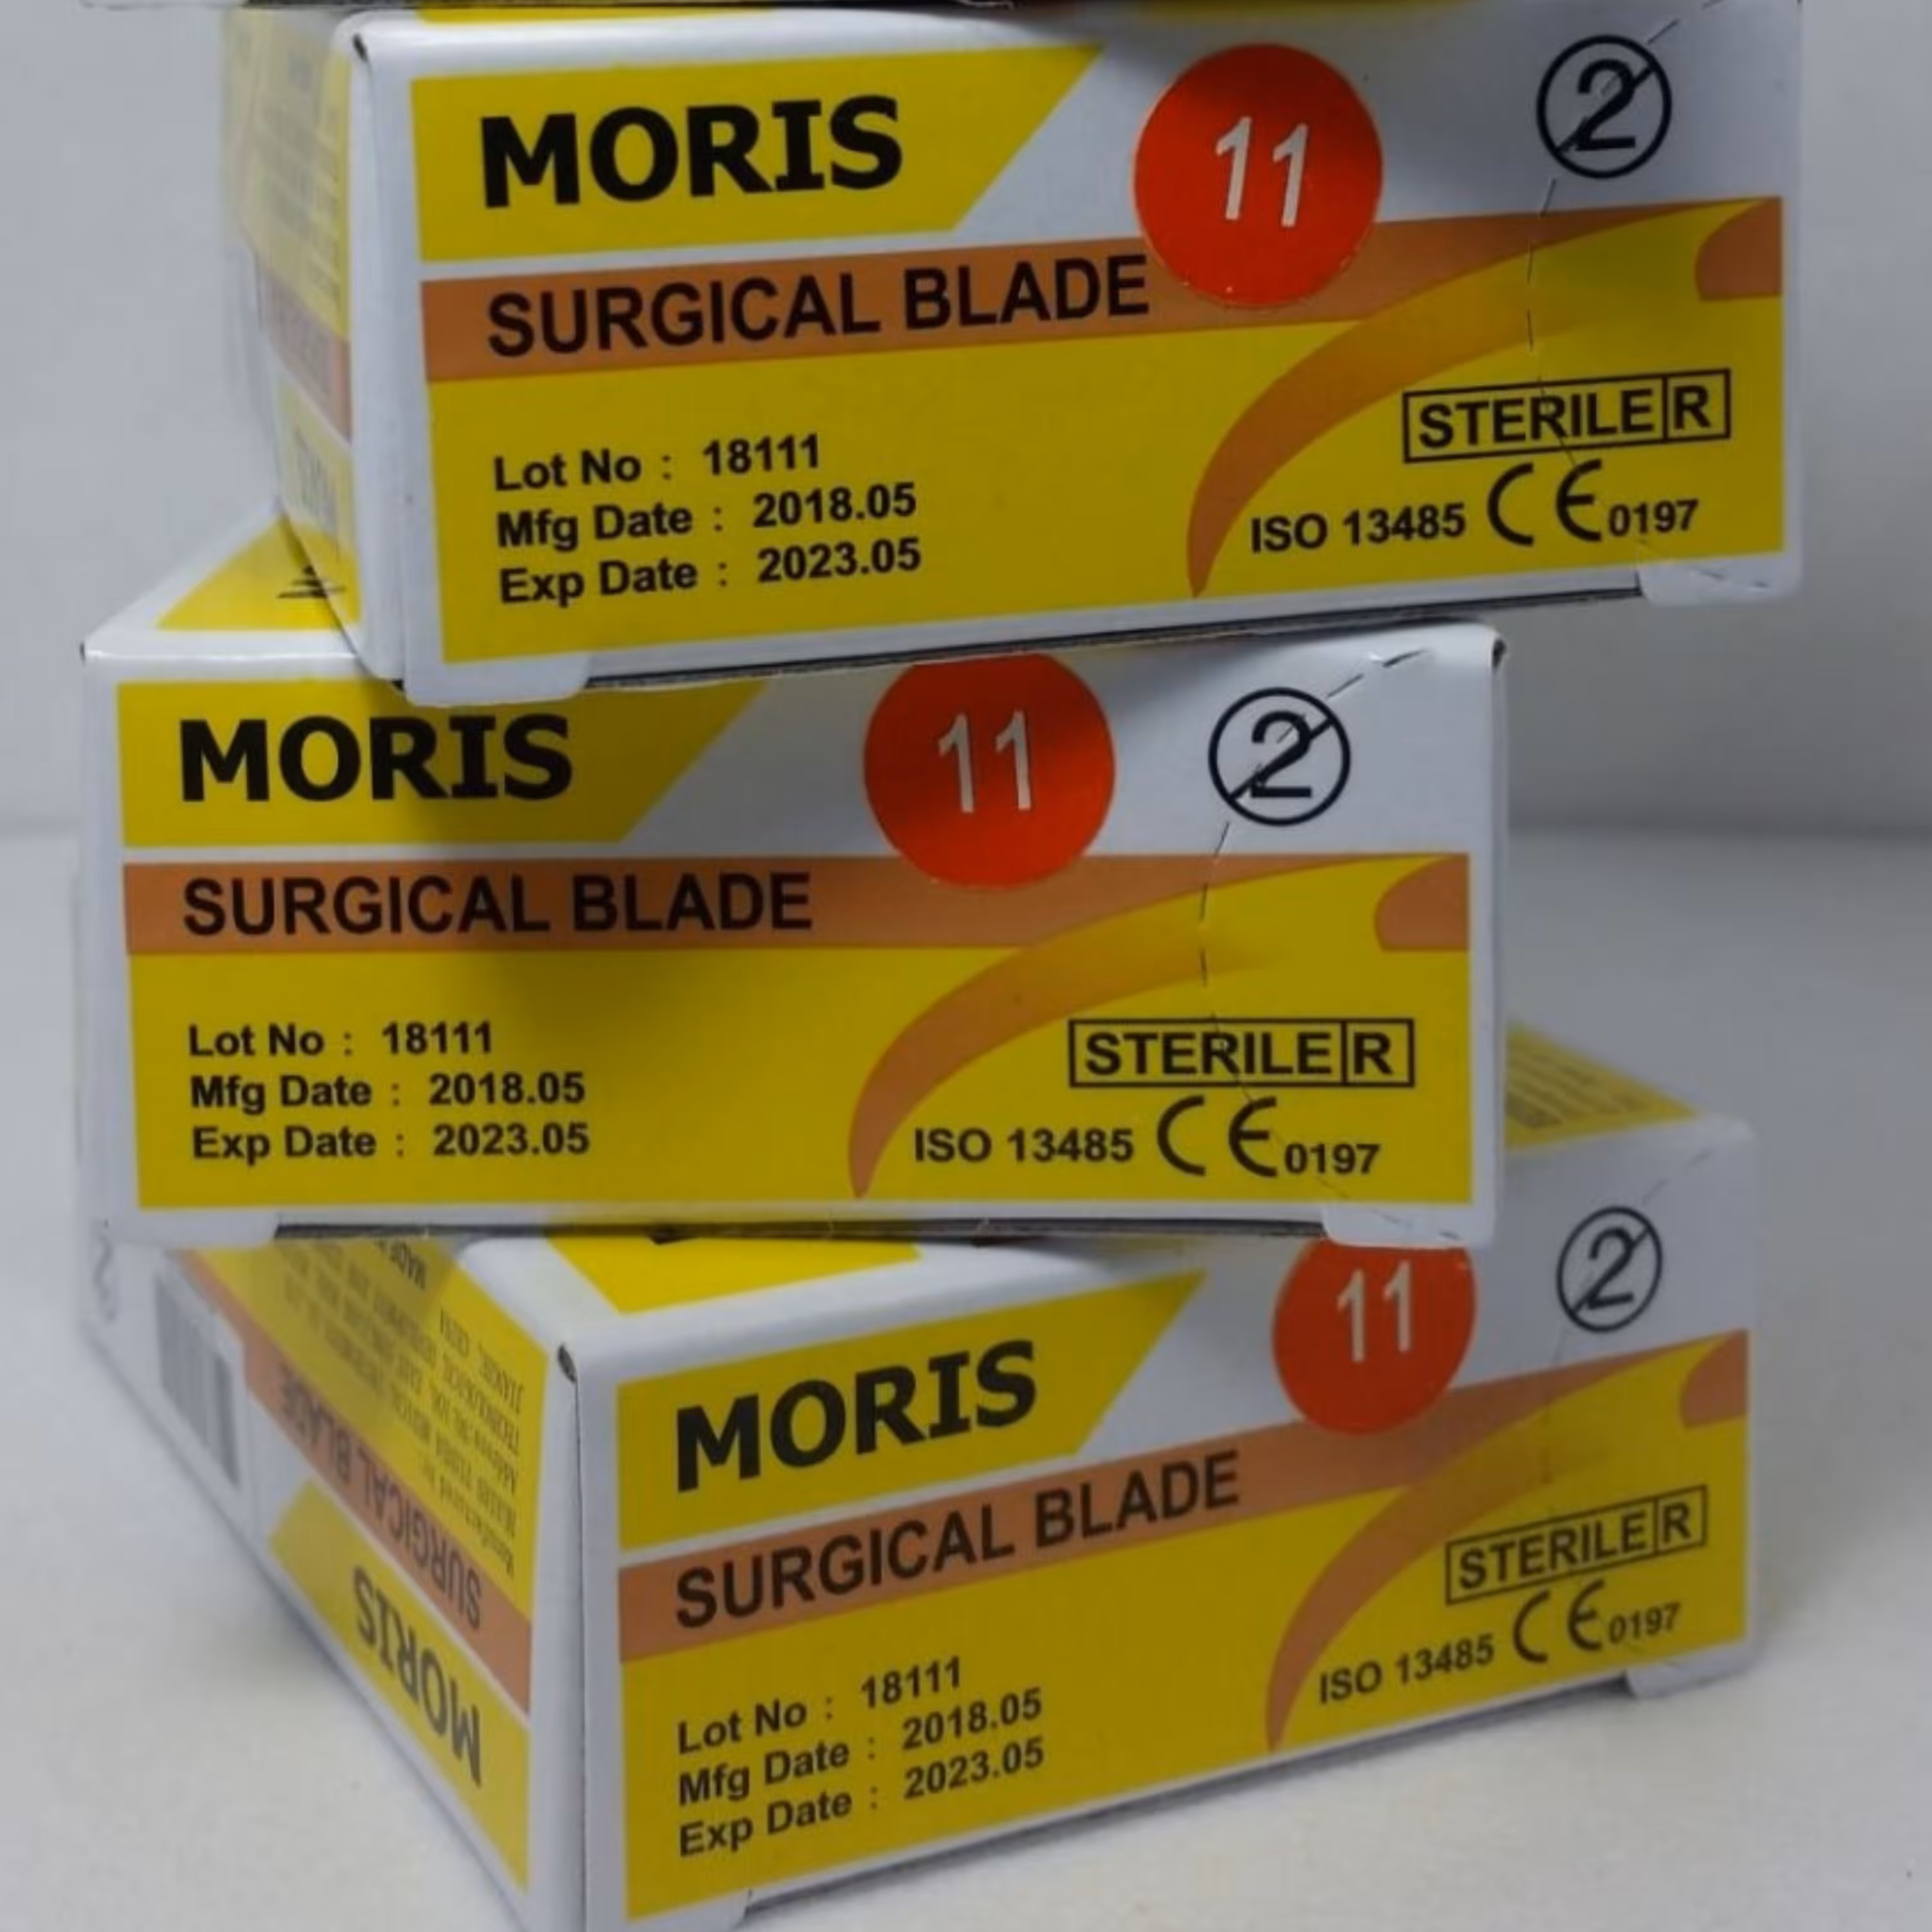 MORIS
11
2
SURGICAL BLADE
STERILE R
Lot No : 18111
Mfg Date : 2018.05
Exp Date : 2023.05
ISO 13485 CE 0197
MORIS
11
2
SURGICAL BLADE
Lot No : 18111
STERILE R
Mfg Date : 2018.05
Exp Date : 2023.05
ISO 13485 CE 0197
MORIS
11
2
SURGICAL BLADE
STERILE R
Lot No : 18111
Mfg Date : 2018.05
Exp Date : 2023.05
ISO 13485 CE 0197
SURGICAL BLADE
MORIS